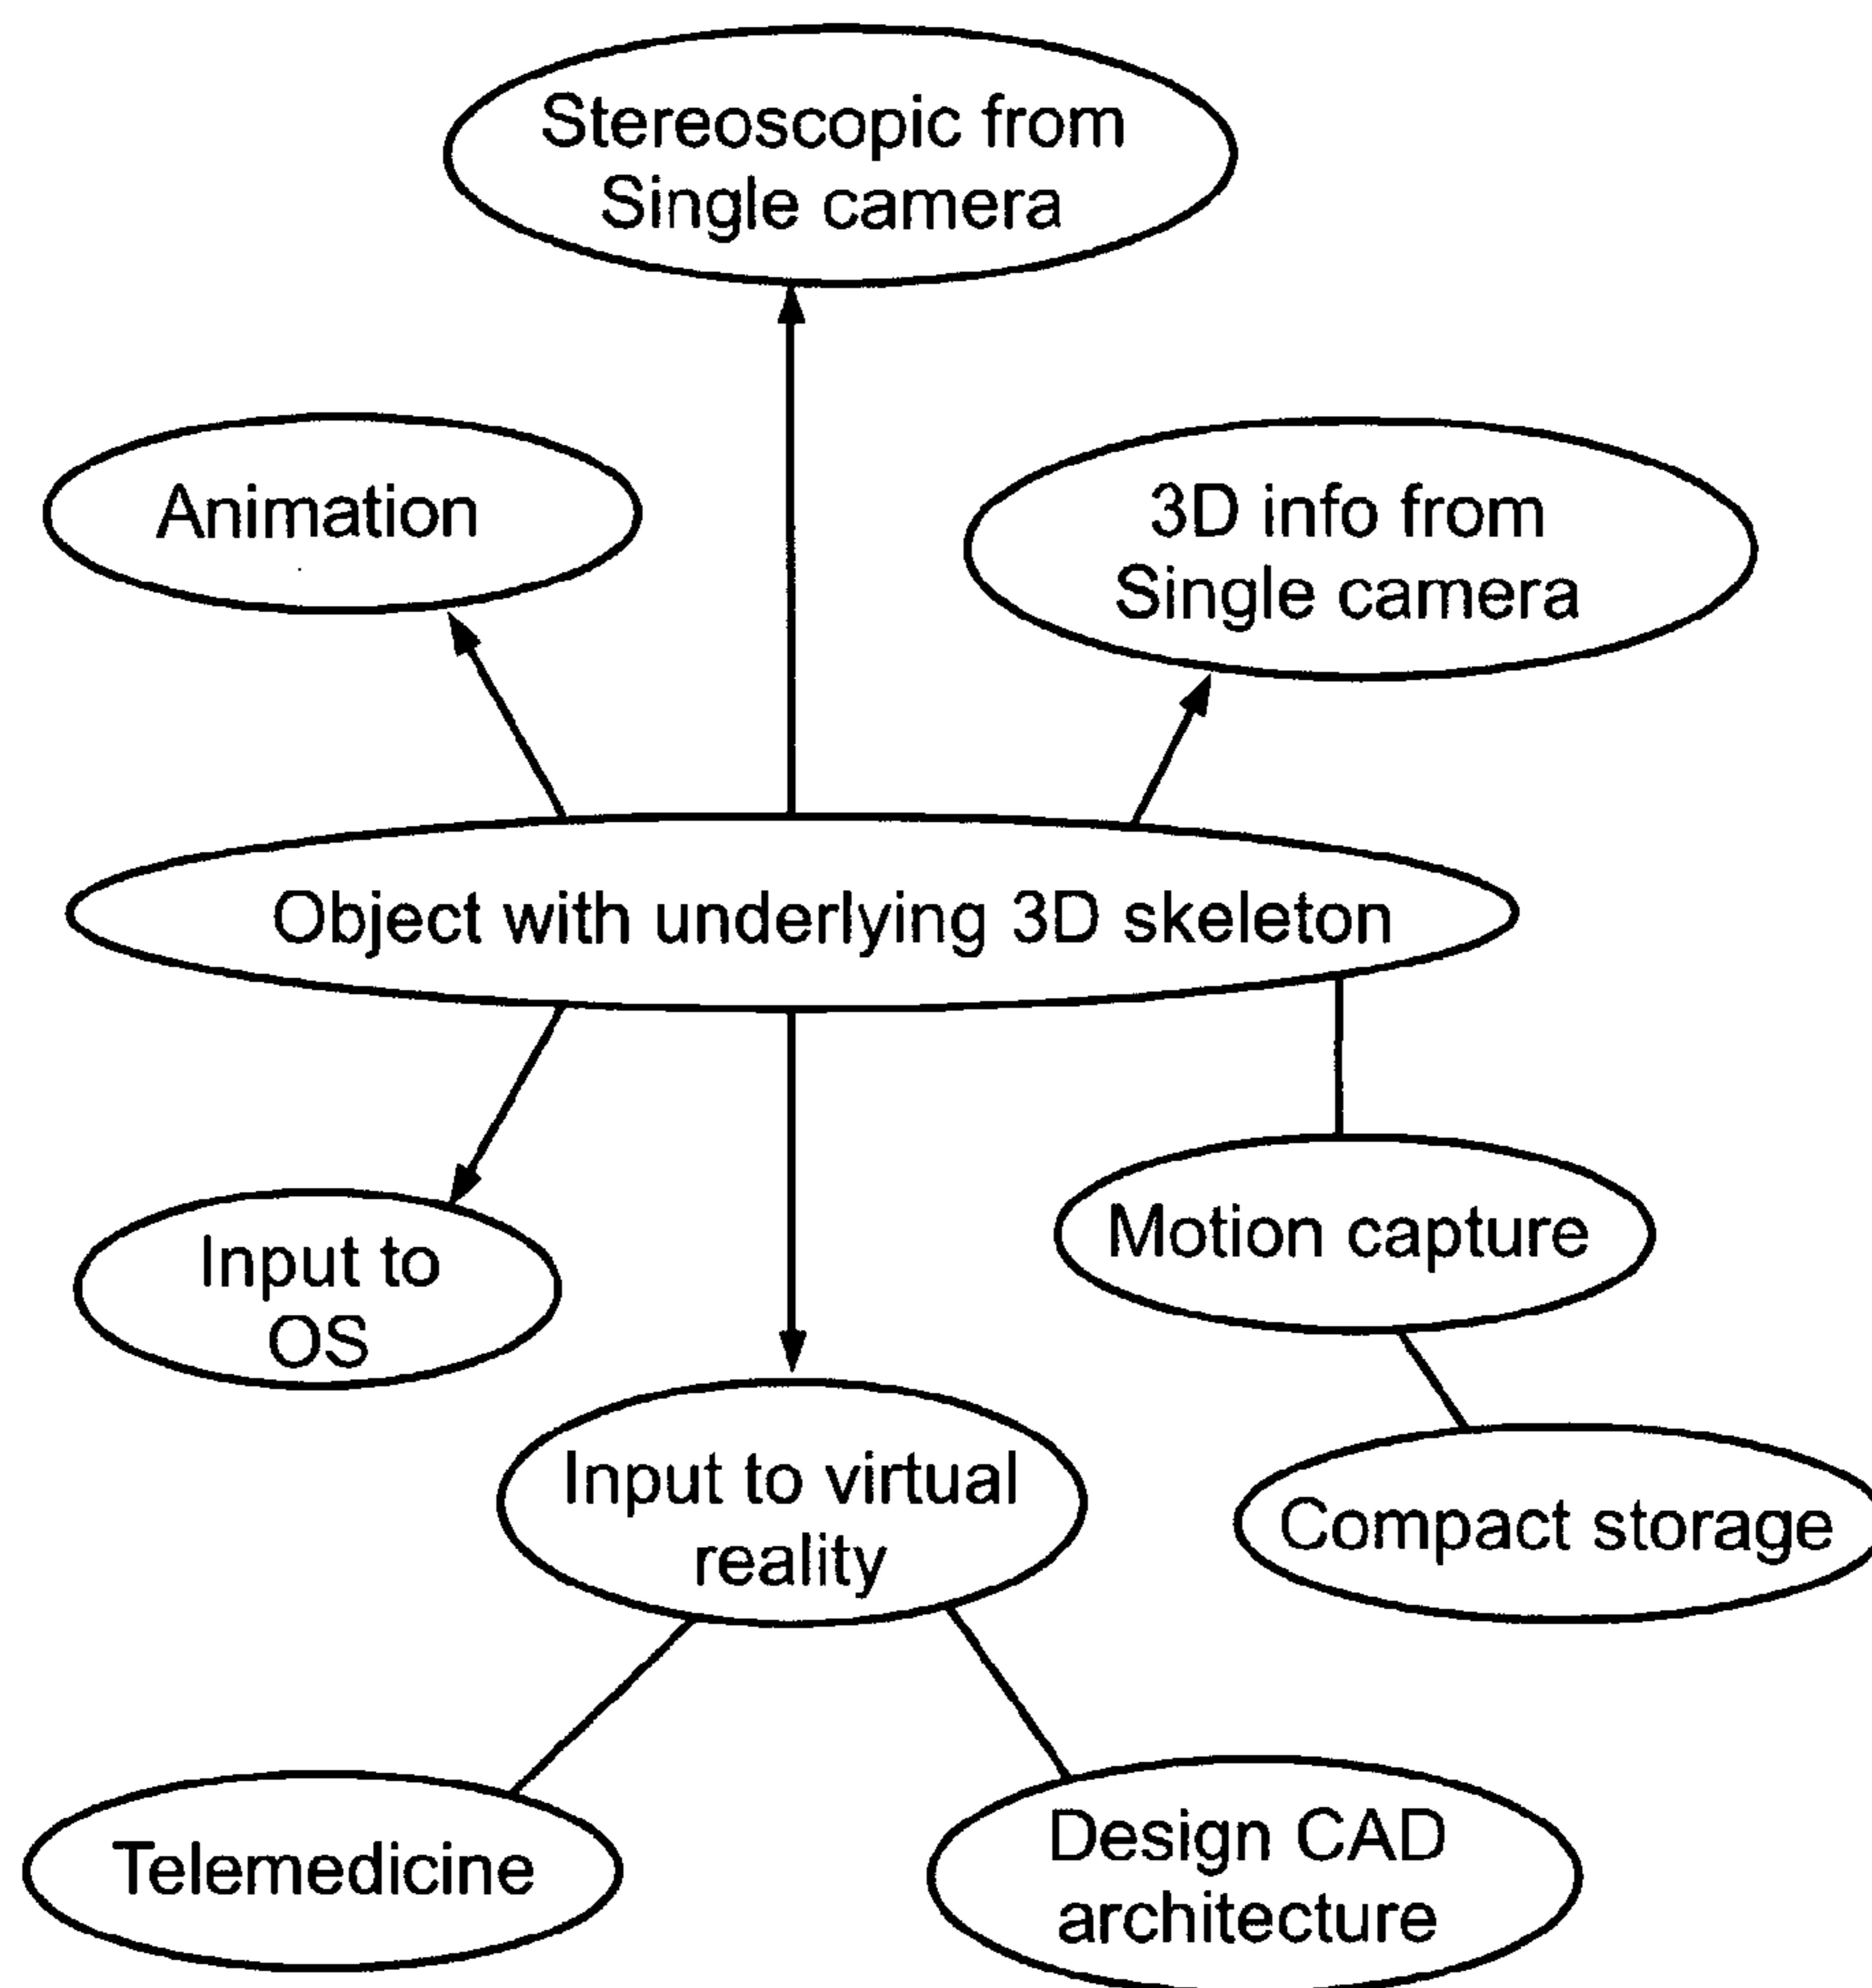 Stereoscopic from
Single camera
Animation
3D info from
Single camera
Object with underlying 3D skeleton
Input to
OS
Motion capture
Input to virtual
reality
Compact storage
Telemedicine
Design CAD
architecture